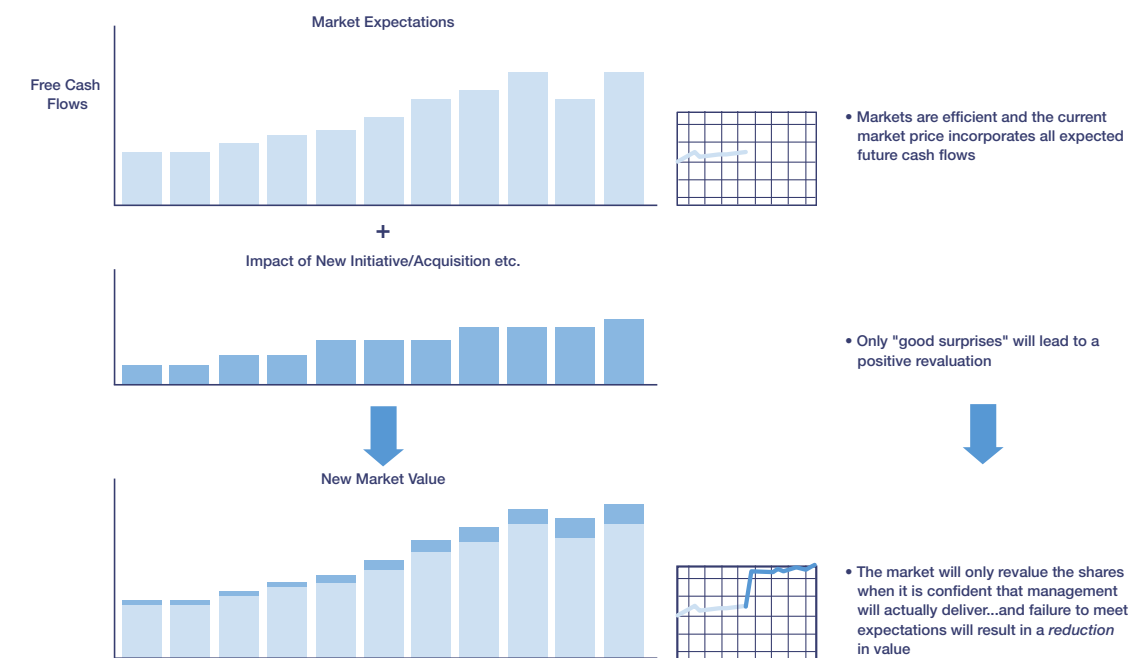 Market Expectations
Free Cash
Flows
• Markets are efficient and the current
market price incorporates all expected
future cash flows
+
Impact of New Initiative/Acquisition etc.
• Only "good surprises" will lead to a
positive revaluation
New Market Value
• The market will only revalue the shares
when it is confident that management
will actually deliver...and failure to meet
expectations will result in a reduction
in value